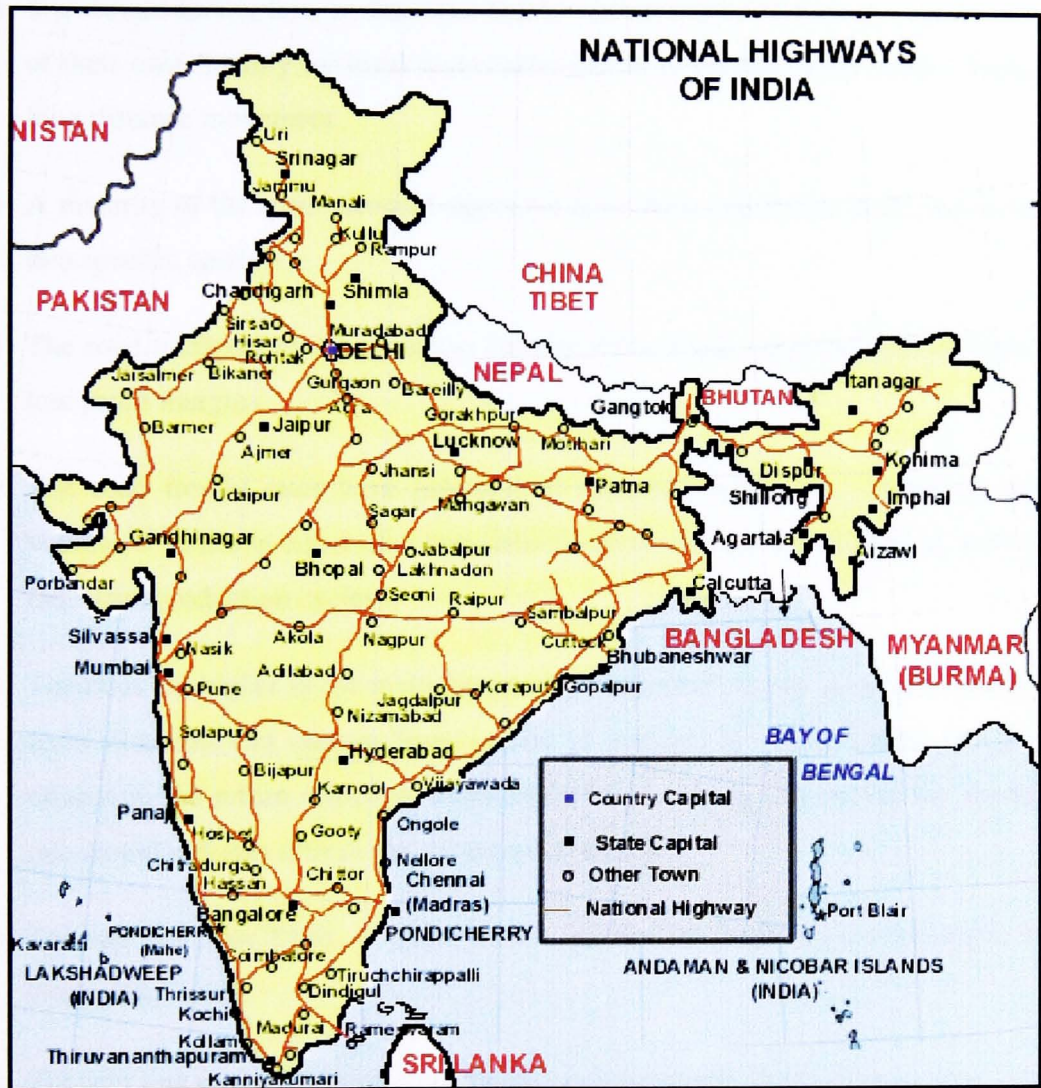 NATIONAL HIGHWAYS
OF INDIA
NISTAN
Uri
Srinagar
Jammu
Manali
Kullu
Rampur
CHINA
TIBET
PAKISTAN
Chandigarh
Shimla
Sirsa
Hisar
Rohtak
Muradabad
DELHI
NEPAL
Jaisalmer
Bikaner
Gurgaon
Bareilly
Itanagar
BHUTAN
Gangtok
Agra
Gorakhpur
Barmer
Jaipur
Lucknow
Motihari
Ajmer
Dispur
Kohima
Jhansi
Patna
Udaipur
Mangawan
Shillong
Imphal
Sagar
Gandhinagar
Agartala
Jabalpur
Aizawl
Bhopal
Lakhnadon
Porbandar
Calcutta
Seoni
Raipur
Sambalpur
Silvassa
Akola
Nagpur
Cuttack
BANGLADESH
MYANMAR
(BURMA)
Nasik
Bhubaneshwar
Mumbai
Adilabad
Pune
Jagdalpur
Koraput
Gopalpur
Nizamabad
Solapur
BAY OF
BENGAL
Hyderabad
Bijapur
Karnool
Vijayawada
Country Capital
State Capital
Other Town
National Highway
Panaji
Hospet
Gooty
Ongole
Chitradurga
Nellore
Hassan
Chittor
Chennai
(Madras)
Bangalore
Port Blair
PONDICHERRY
(Mahe)
PONDICHERRY
Kavaratti
Coimbatore
LAKSHADWEEP
(INDIA)
Tiruchchirappalli
ANDAMAN & NICOBAR ISLANDS
(INDIA)
Thrissur
Dindigul
Kochi
Madurai
Rameswaram
Kollam
Thiruvananthapuram
SRI LANKA
Kanniyakumari